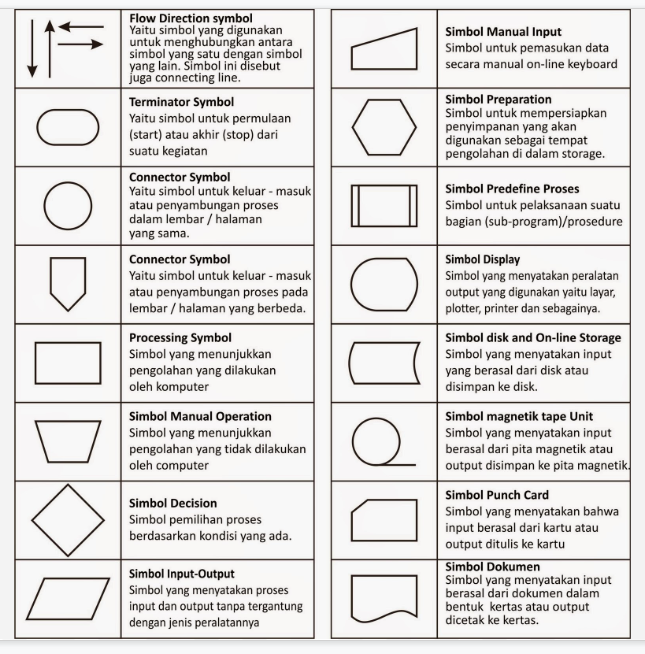 Flow Direction symbol
Yaitu simbol yang digunakan
untuk menghubungkan antara
simbol yang satu dengan simbol
yang lain. Simbol ini disebut
juga connecting line.
Terminator Symbol
Yaitu simbol untuk permulaan
(start) atau akhir (stop) dari
suatu kegiatan
Connector Symbol
Yaitu simbol untuk keluar - masuk
atau penyambungan proses
dalam lembar / halaman
yang sama.
Connector Symbol
Yaitu simbol untuk keluar - masuk
atau penyambungan proses pada
lembar / halaman yang berbeda.
Processing Symbol
Simbol yang menunjukkan
pengolahan yang dilakukan
oleh komputer
Simbol Manual Operation
Simbol yang menunjukkan
pengolahan yang tidak dilakukan
oleh computer
Simbol Decision
Simbol pemilihan proses
berdasarkan kondisi yang ada.
Simbol Input-Output
Simbol yang menyatakan proses
input dan output tanpa tergantung
dengan jenis peralatannya
Simbol Manual Input
Simbol untuk pemasukan data
secara manual on-line keyboard
Simbol Preparation
Simbol untuk mempersiapkan
penyimpanan yang akan
digunakan sebagai tempat
pengolahan di dalam storage.
Simbol Predefine Proses
Simbol untuk pelaksanaan suatu
bagian (sub-program)/prosedure
Simbol Display
Simbol yang menyatakan peralatan
output yang digunakan yaitu layar,
plotter, printer dan sebagainya.
Simbol disk and On-line Storage
Simbol yang menyatakan input
yang berasal dari disk atau
disimpan ke disk.
Simbol magnetik tape Unit
Simbol yang menyatakan input
berasal dari pita magnetik atau
output disimpan ke pita magnetik.
Simbol Punch Card
Simbol yang menyatakan bahwa
input berasal dari kartu atau
output ditulis ke kartu
Simbol Dokumen
Simbol yang menyatakan input
berasal dari dokumen dalam
bentuk kertas atau output
dicetak ke kertas.